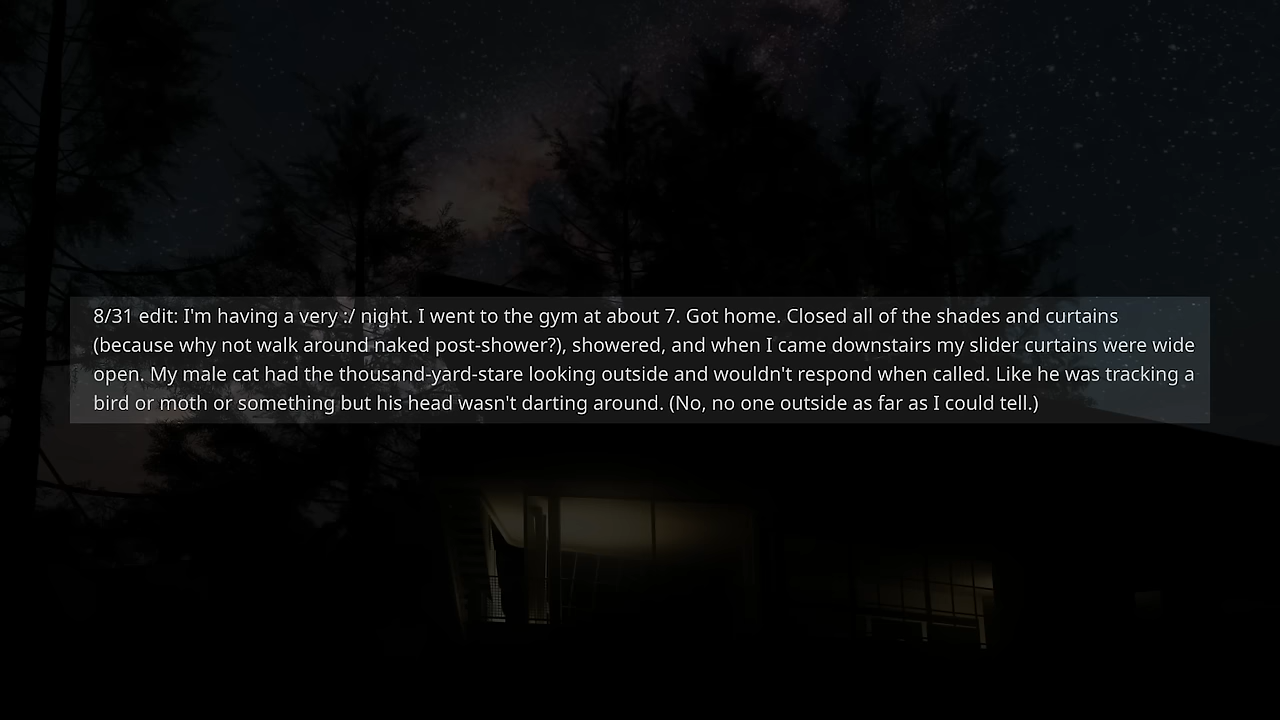 8/31 edit: I'm having a very :/ night. I went to the gym at about 7. Got home. Closed all of the shades and curtains
(because why not walk around naked post-shower?), showered, and when I came downstairs my slider curtains were wide
open. My male cat had the thousand-yard-stare looking outside and wouldn't respond when called. Like he was tracking a
bird or moth or something but his head wasn't darting around. (No, no one outside as far as I could tell.)